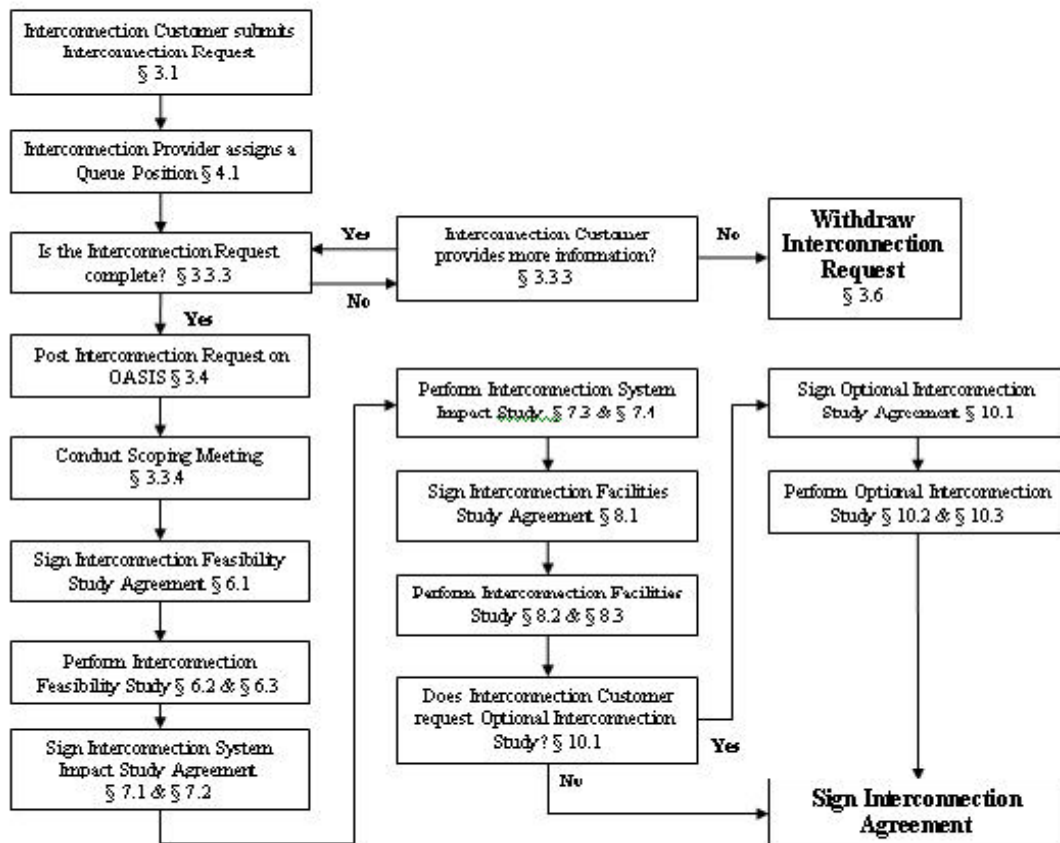 Interconnection Customer submits
Interconnection Request
§ 3.1
Interconnection Provider assigns a
Queue Position § 4.1
Is the Interconnection Request
complete? § 3.3.3
Yes
No
Interconnection Customer
provides more information?
§ 3.3.3
No
Withdraw
Interconnection
Request
§ 3.6
Yes
Post Interconnection Request on
OASIS § 3.4
Conduct Scoping Meeting
§ 3.3.4
Sign Interconnection Feasibility
Study Agreement § 6.1
Perform Interconnection
Feasibility Study § 6.2 & § 6.3
Sign Interconnection System
Impact Study Agreement
§ 7.1 & § 7.2
Perform Interconnection System
Impact Study § 7.3 & § 7.4
Sign Interconnection Facilities
Study Agreement § 8.1
Perform Interconnection Facilities
Study § 8.2 & § 8.3
Does Interconnection Customer
request Optional Interconnection
Study? § 10.1
Yes
No
Sign Optional Interconnection
Study Agreement § 10.1
Perform Optional Interconnection
Study § 10.2 & § 10.3
Sign Interconnection
Agreement